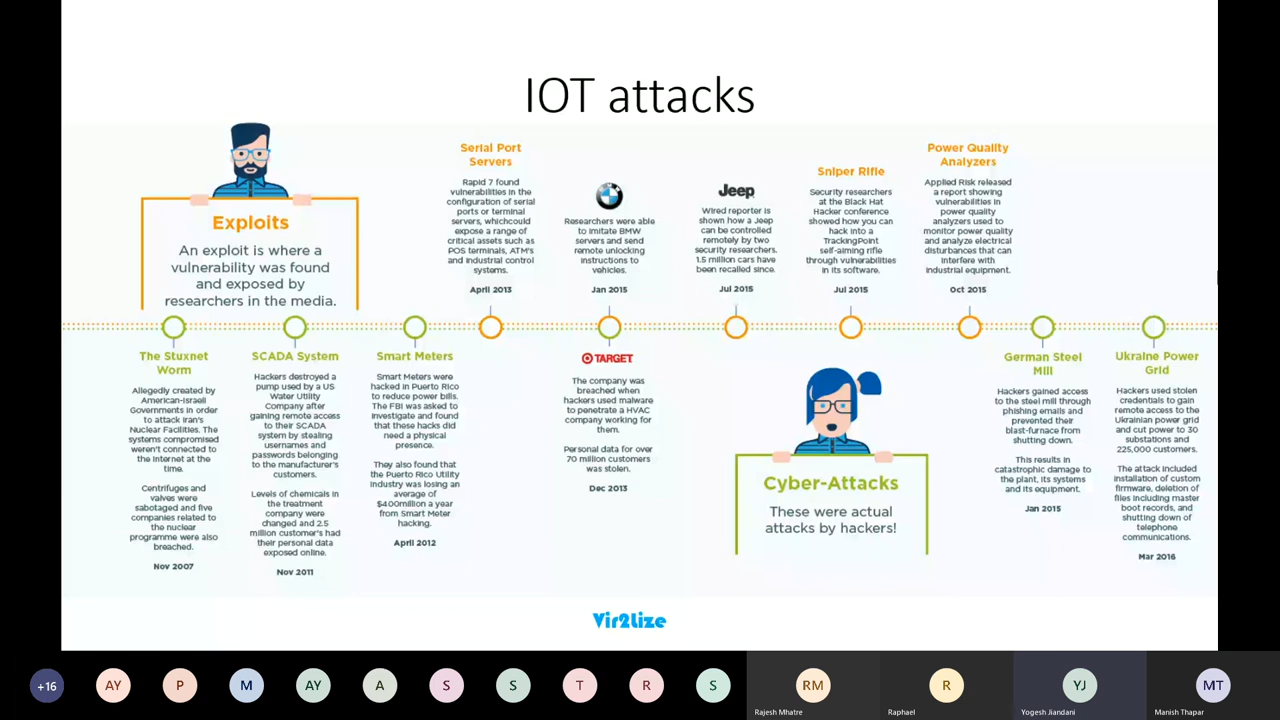 IOT attacks
Exploits
An exploit is where a
vulnerability was found
and exposed by
researchers in the media.
Serial Port
Servers
Rapid 7 found
vulnerabilities in the
configuration of serial
ports or terminal
servers, whichcould
expose a range of
critical assets such as
POS terminals, ATM's
and industrial control
systems.
April 2013
Researchers were able
to imitate BMW
servers and send
remote unlocking
instructions to
vehicles.
Jan 2015
Jeep
Wired reporter is
shown how a Jeep
can be controlled
remotely by two
security researchers.
1.5 million cars have
been recalled since.
Jul 2015
Sniper Rifle
Security researchers
at the Black Hat
Hacker conference
showed how you can
hack into a
TrackingPoint
self-aiming rifle
through vulnerabilities
in its software.
Jul 2015
Power Quality
Analyzers
Applied Risk released
a report showing
vulnerabilities in
power quality
analyzers used to
monitor power quality
and analyze electrical
disturbances that can
interfere with
industrial equipment.
Oct 2015
The Stuxnet
Worm
Allegedly created by
American-Israeli
Governments in order
to attack Iran's
Nuclear Facilities. The
systems compromised
weren't connected to
the internet at the
time.
Centrifuges and
valves were
sabotaged and five
companies related to
the nuclear
programme were also
breached.
Nov 2007
SCADA System
Hackers destroyed a
pump used by a US
Water Utility
Company after
gaining remote access
to their SCADA
system by stealing
usernames and
passwords belonging
to the manufacturer's
customers.
Levels of chemicals in
the treatment
company were
changed and 2.5
million customer's had
their personal data
exposed online.
Nov 2011
Smart Meters
Smart Meters were
hacked in Puerto Rico
to reduce power bills.
The FBI was asked to
investigate and found
that these hacks did
need a physical
presence.
They also found that
the Puerto Rico Utility
Industry was losing an
average of
$400million a year
from Smart Meter
hacking.
April 2012
TARGET
The company was
breached when
hackers used malware
to penetrate a HVAC
company working for
them.
Personal data for over
70 million customers
was stolen.
Dec 2013
Cyber-Attacks
These were actual
attacks by hackers!
German Steel
Mill
Hackers gained access
to the steel mill through
phishing emails and
prevented their
blast-furnace from
shutting down.
This results in
catastrophic damage to
the plant, its systems
and its equipment.
Jan 2015
Ukraine Power
Grid
Hackers used stolen
credentials to gain
remote access to the
Ukrainian power grid
and cut power to 30
substations and
225,000 customers.
The attack included
installation of custom
firmware, deletion of
files including master
boot records, and
shutting down of
telephone
communications.
Mar 2016
Vir2lize
+16 AY P M AY A S S T R S RM R YJ MT
Rajesh Mhatre Raphael Yogesh Jiandani Manish Thapar